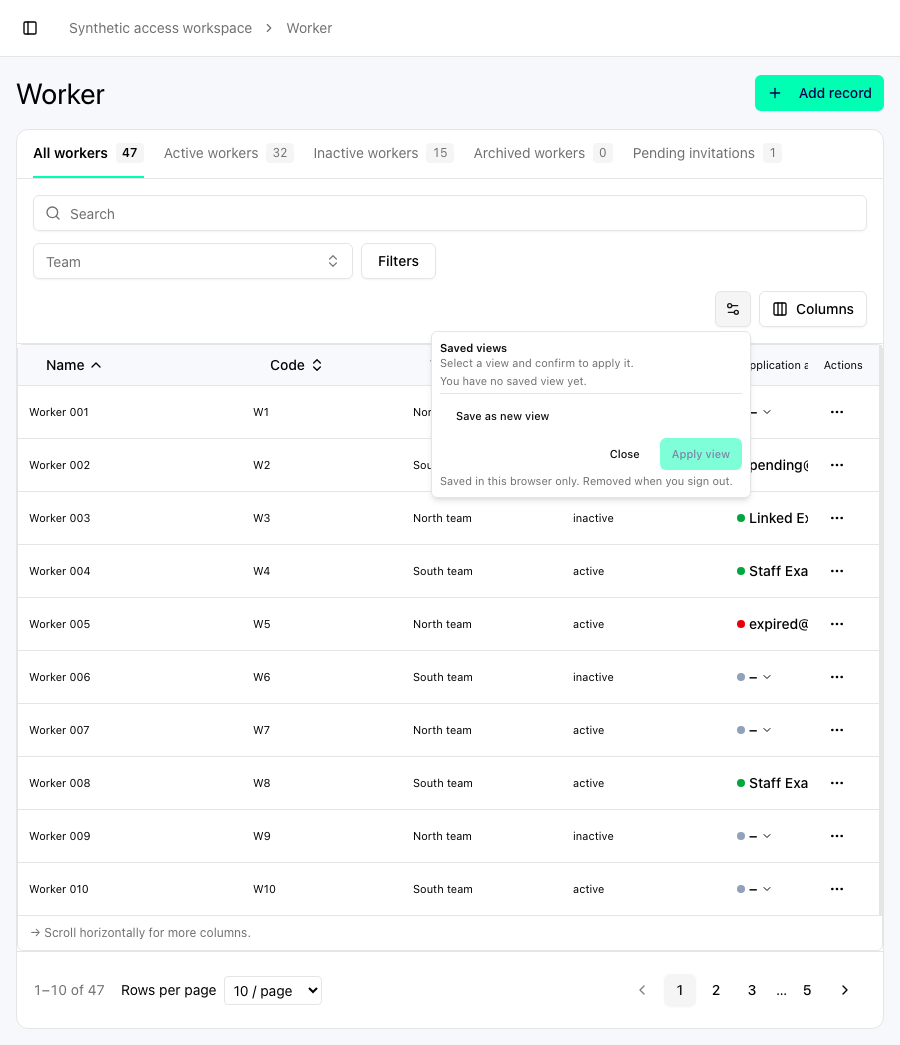 Synthetic access workspace > Worker
Worker
+ Add record
All workers 47 Active workers 32 Inactive workers 15 Archived workers 0 Pending invitations 1
Search
Team Filters
Columns
Saved views
Select a view and confirm to apply it.
You have no saved view yet.
Save as new view
Close Apply view
Saved in this browser only. Removed when you sign out.
Name Code Actions
Worker 001 W1 – ...
Worker 002 W2 pending@ ...
Worker 003 W3 North team inactive Linked Ex ...
Worker 004 W4 South team active Staff Exa ...
Worker 005 W5 North team active expired@ ...
Worker 006 W6 South team inactive – ...
Worker 007 W7 North team active – ...
Worker 008 W8 South team active Staff Exa ...
Worker 009 W9 North team inactive – ...
Worker 010 W10 South team active – ...
→ Scroll horizontally for more columns.
1–10 of 47 Rows per page 10 / page < 1 2 3 ... 5 >